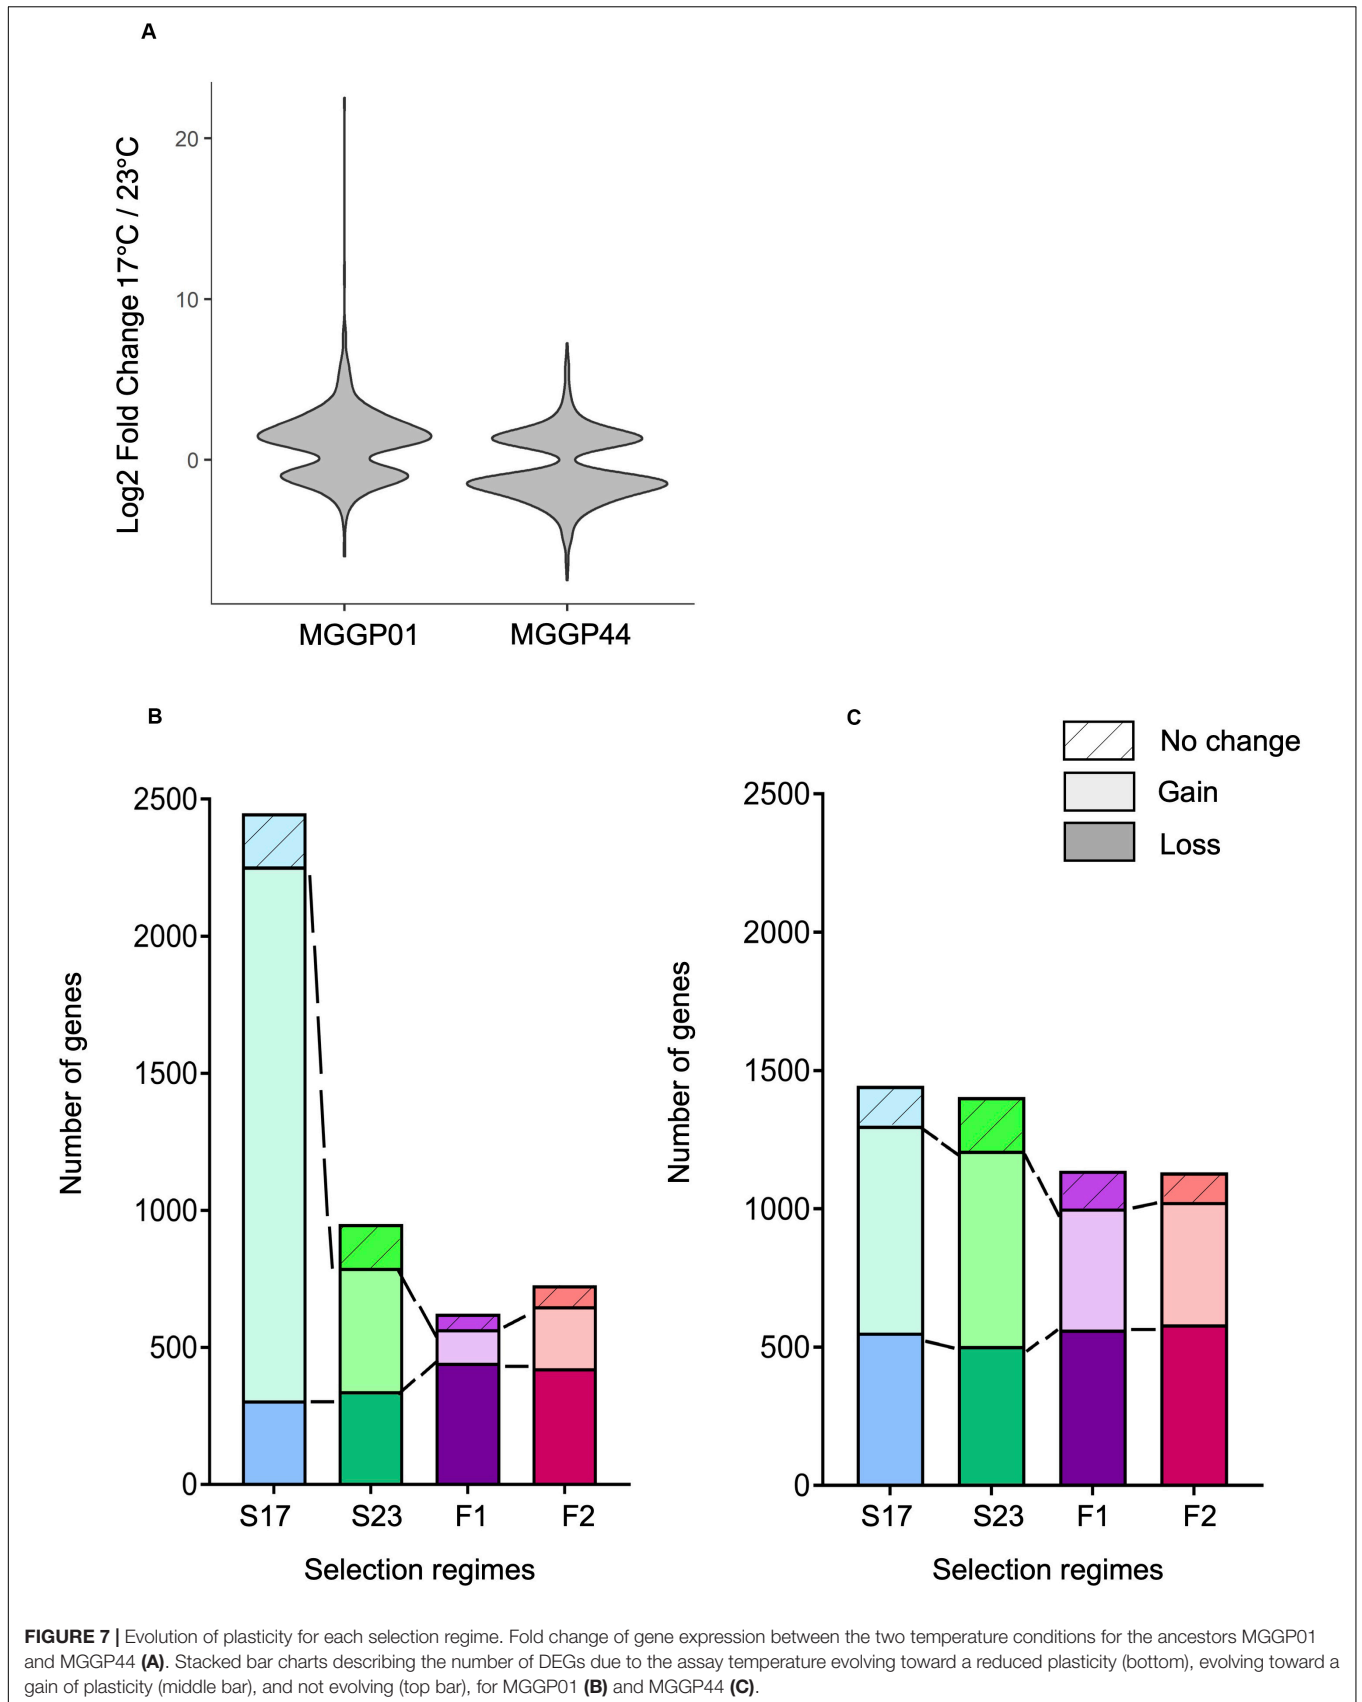 A
Log2 Fold Change 17°C / 23°C
20
10
0
MGGP01 MGGP44
B
Number of genes
2500
2000
1500
1000
500
0
S17 S23 F1 F2
Selection regimes
C
No change
Gain
Loss
Number of genes
2500
2000
1500
1000
500
0
S17 S23 F1 F2
Selection regimes
FIGURE 7 | Evolution of plasticity for each selection regime. Fold change of gene expression between the two temperature conditions for the ancestors MGGP01
and MGGP44 (A). Stacked bar charts describing the number of DEGs due to the assay temperature evolving toward a reduced plasticity (bottom), evolving toward a
gain of plasticity (middle bar), and not evolving (top bar), for MGGP01 (B) and MGGP44 (C).